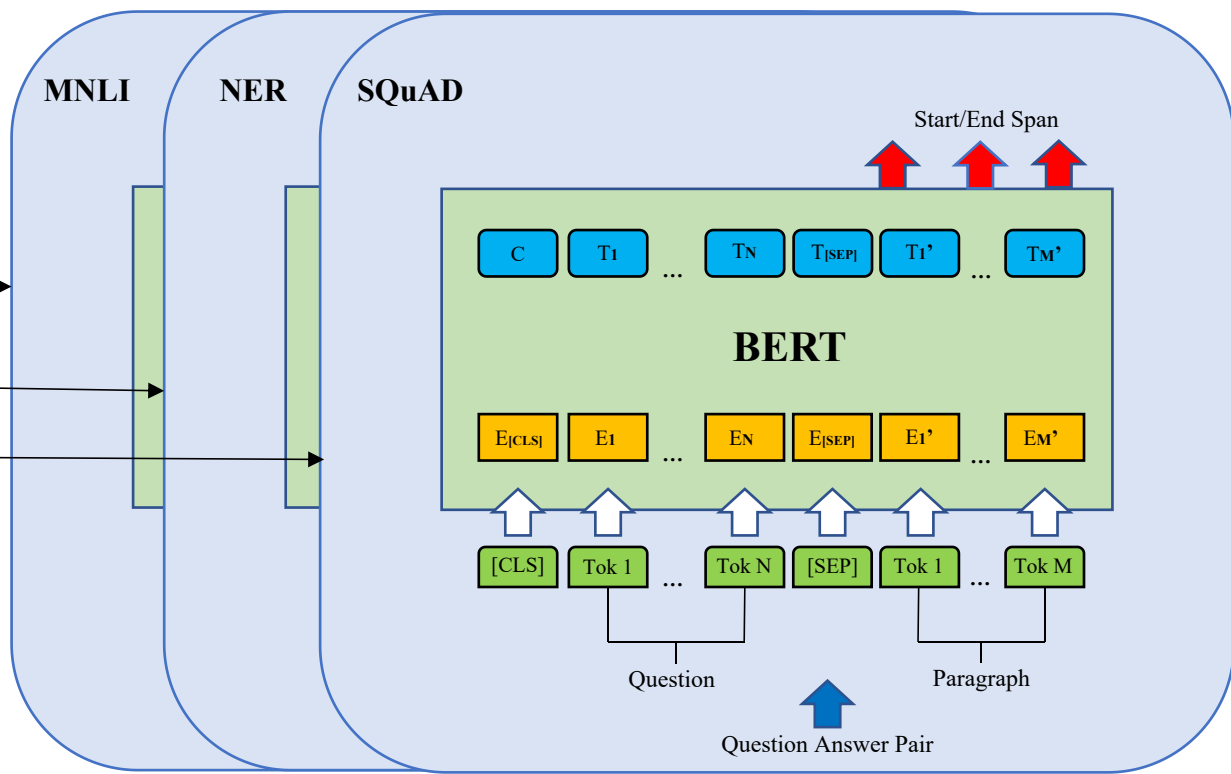 MNLI NER SQuAD
Start/End Span
C T1 ... TN T[SEP] T1’ ... TM’
BERT
E[CLS] E1 ... EN E[SEP] E1’ ... EM’
[CLS] Tok 1 ... Tok N [SEP] Tok 1 ... Tok M
Question Paragraph
Question Answer Pair